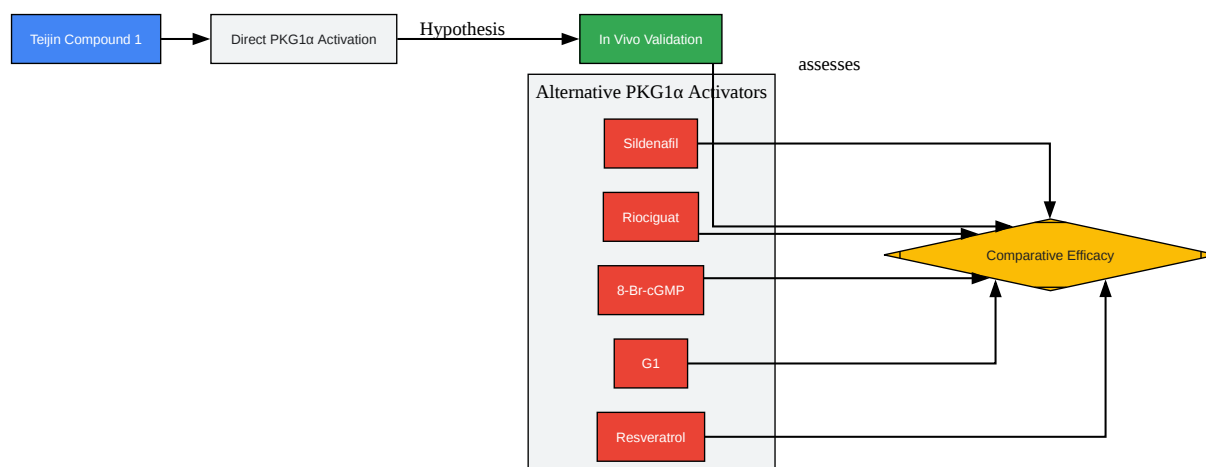 Teijin Compound 1
Direct PKG1α Activation
Hypothesis
In Vivo Validation
assesses
Alternative PKG1α Activators
Sildenafil
Riociguat
Comparative Efficacy
8-Br-cGMP
G1
Resveratrol